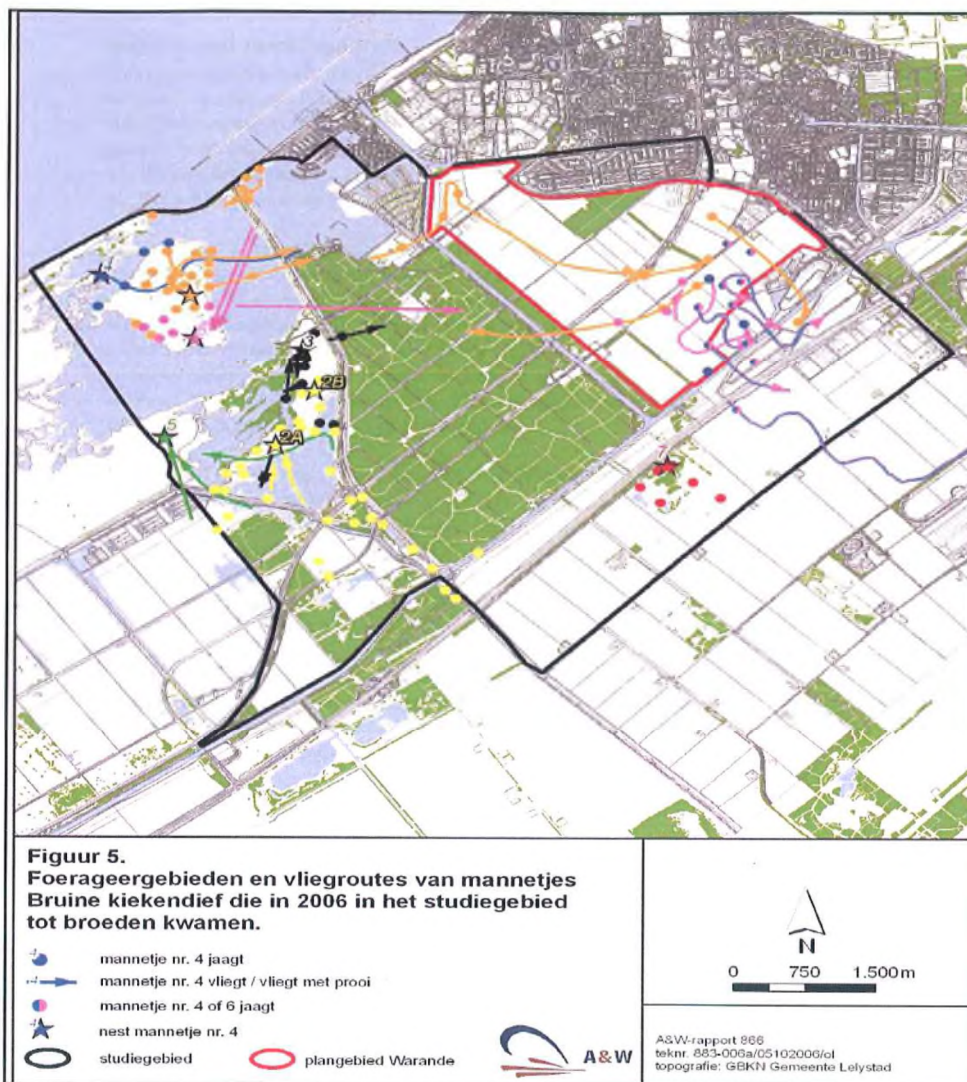 3
2B
2A
5
7
Figuur 5.
Foerageergebieden en vliegroutes van mannetjes
Bruine kiekendief die in 2006 in het studiegebied
tot broeden kwamen.
mannetje nr. 4 jaagt
mannetje nr. 4 vliegt / vliegt met prooi
mannetje nr. 4 of 6 jaagt
nest mannetje nr. 4
studiegebied
plangebied Warande
A&W
N
0 750 1.500 m
A&W-rapport 866
teknr. 883-006a/05102006/cl
topografie: GBKN Gemeente Lelystad